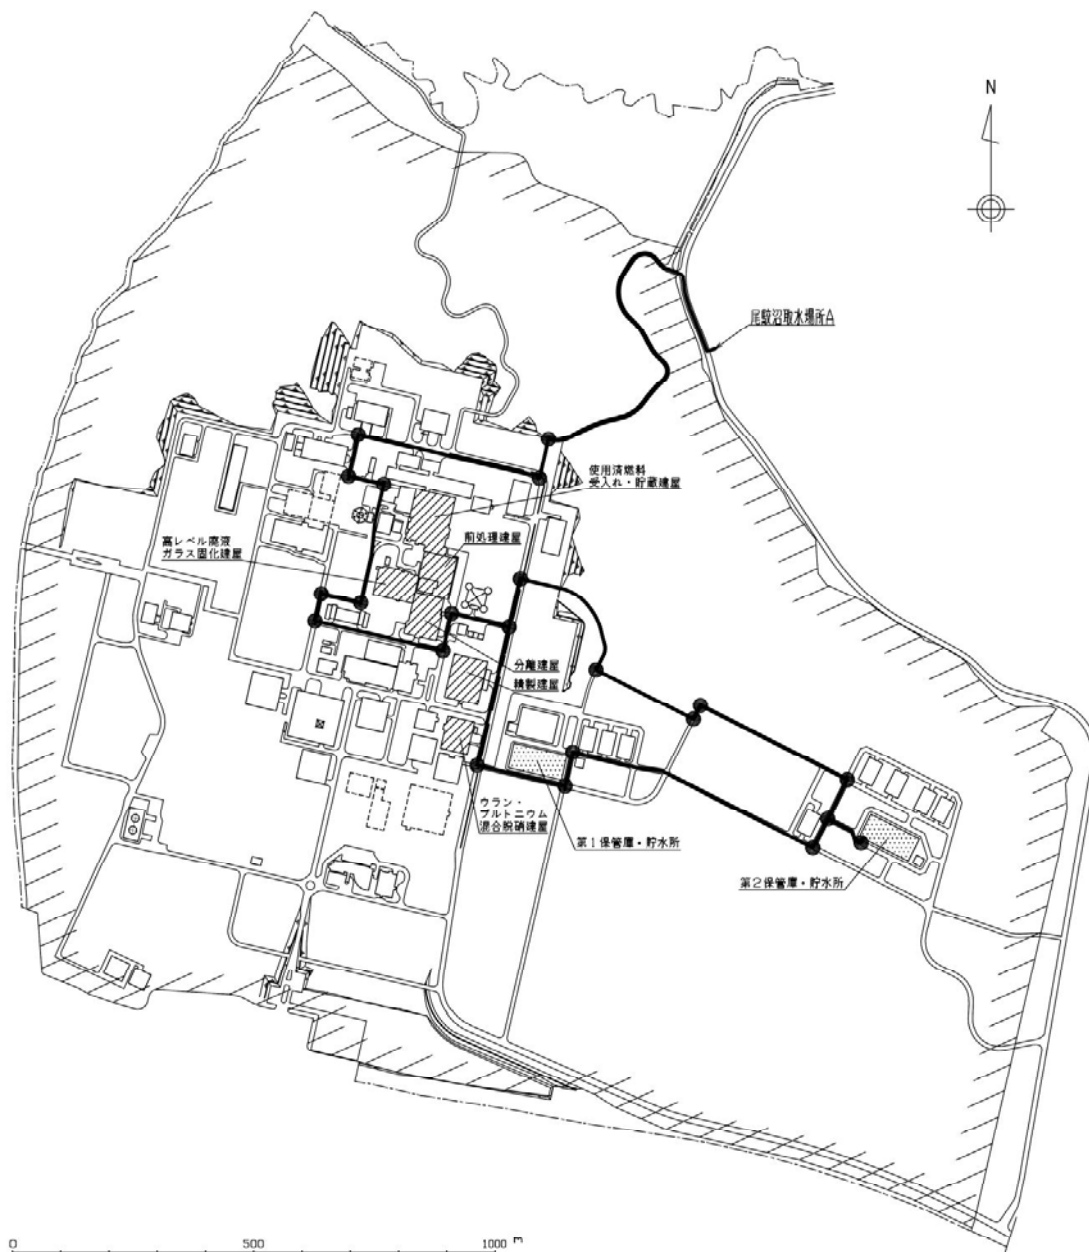 N
尾駮沼取水場所A
使用済燃料
受入れ・貯蔵建屋
前処理建屋
高レベル廃液
ガラス固化建屋
分離建屋
精製建屋
ウラン・
プルトニウム
混合脱硝建屋
第1保管庫・貯水所
第2保管庫・貯水所
0 500 1000 m